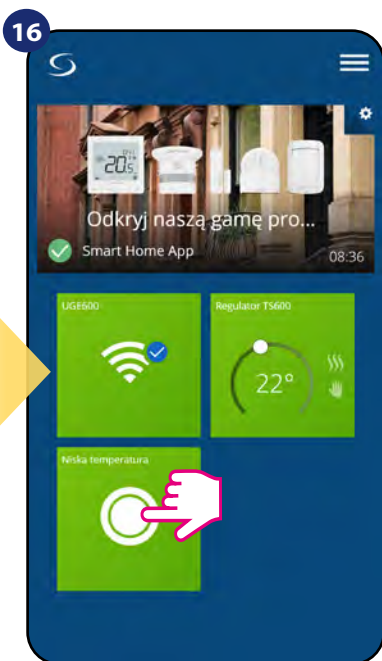 16
20.5
Odkryj naszą gamę pro...
Smart Home App
08:36
UGE600
Regulator TS600
22°
Niska temperatura